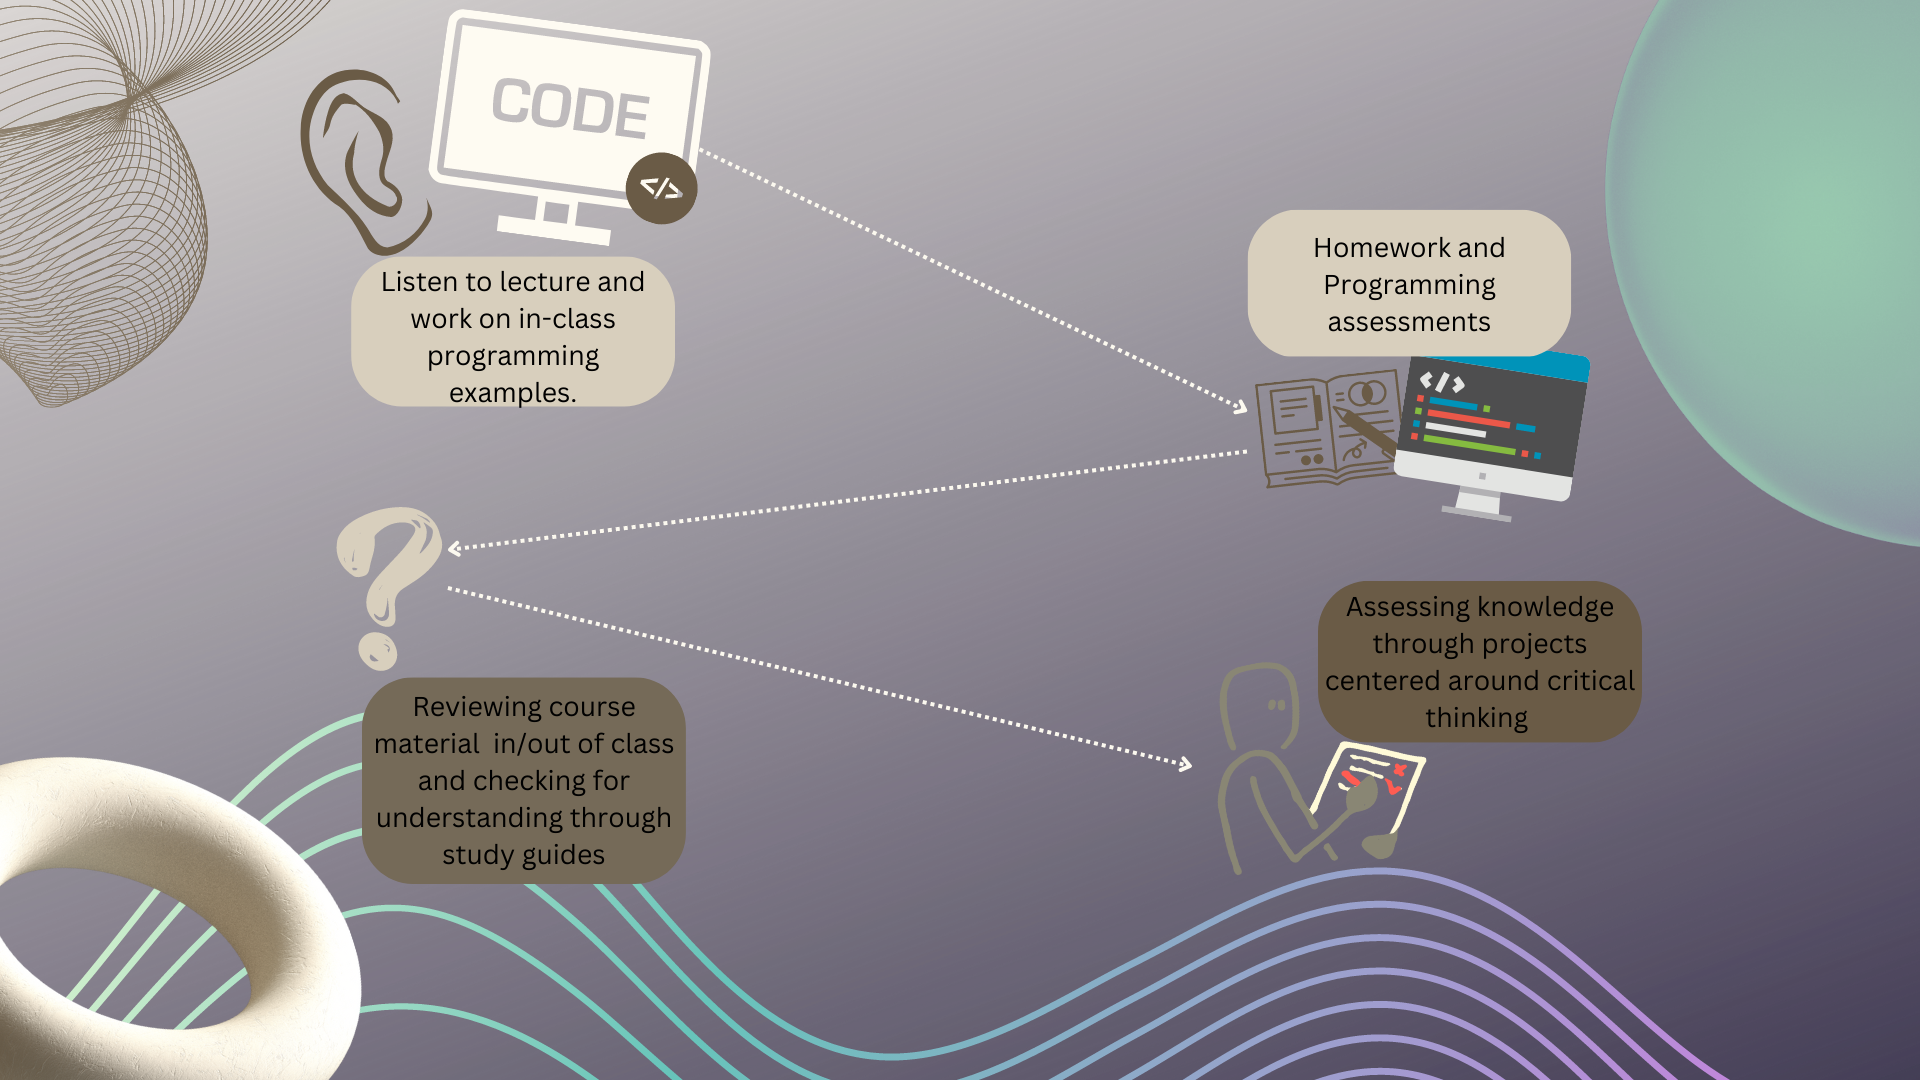 CODE
</>
Listen to lecture and
work on in-class
programming
examples.
Homework and
Programming
assessments
</>
Reviewing course
material  in/out of class
and checking for
understanding through
study guides
Assessing knowledge
through projects
centered around critical
thinking